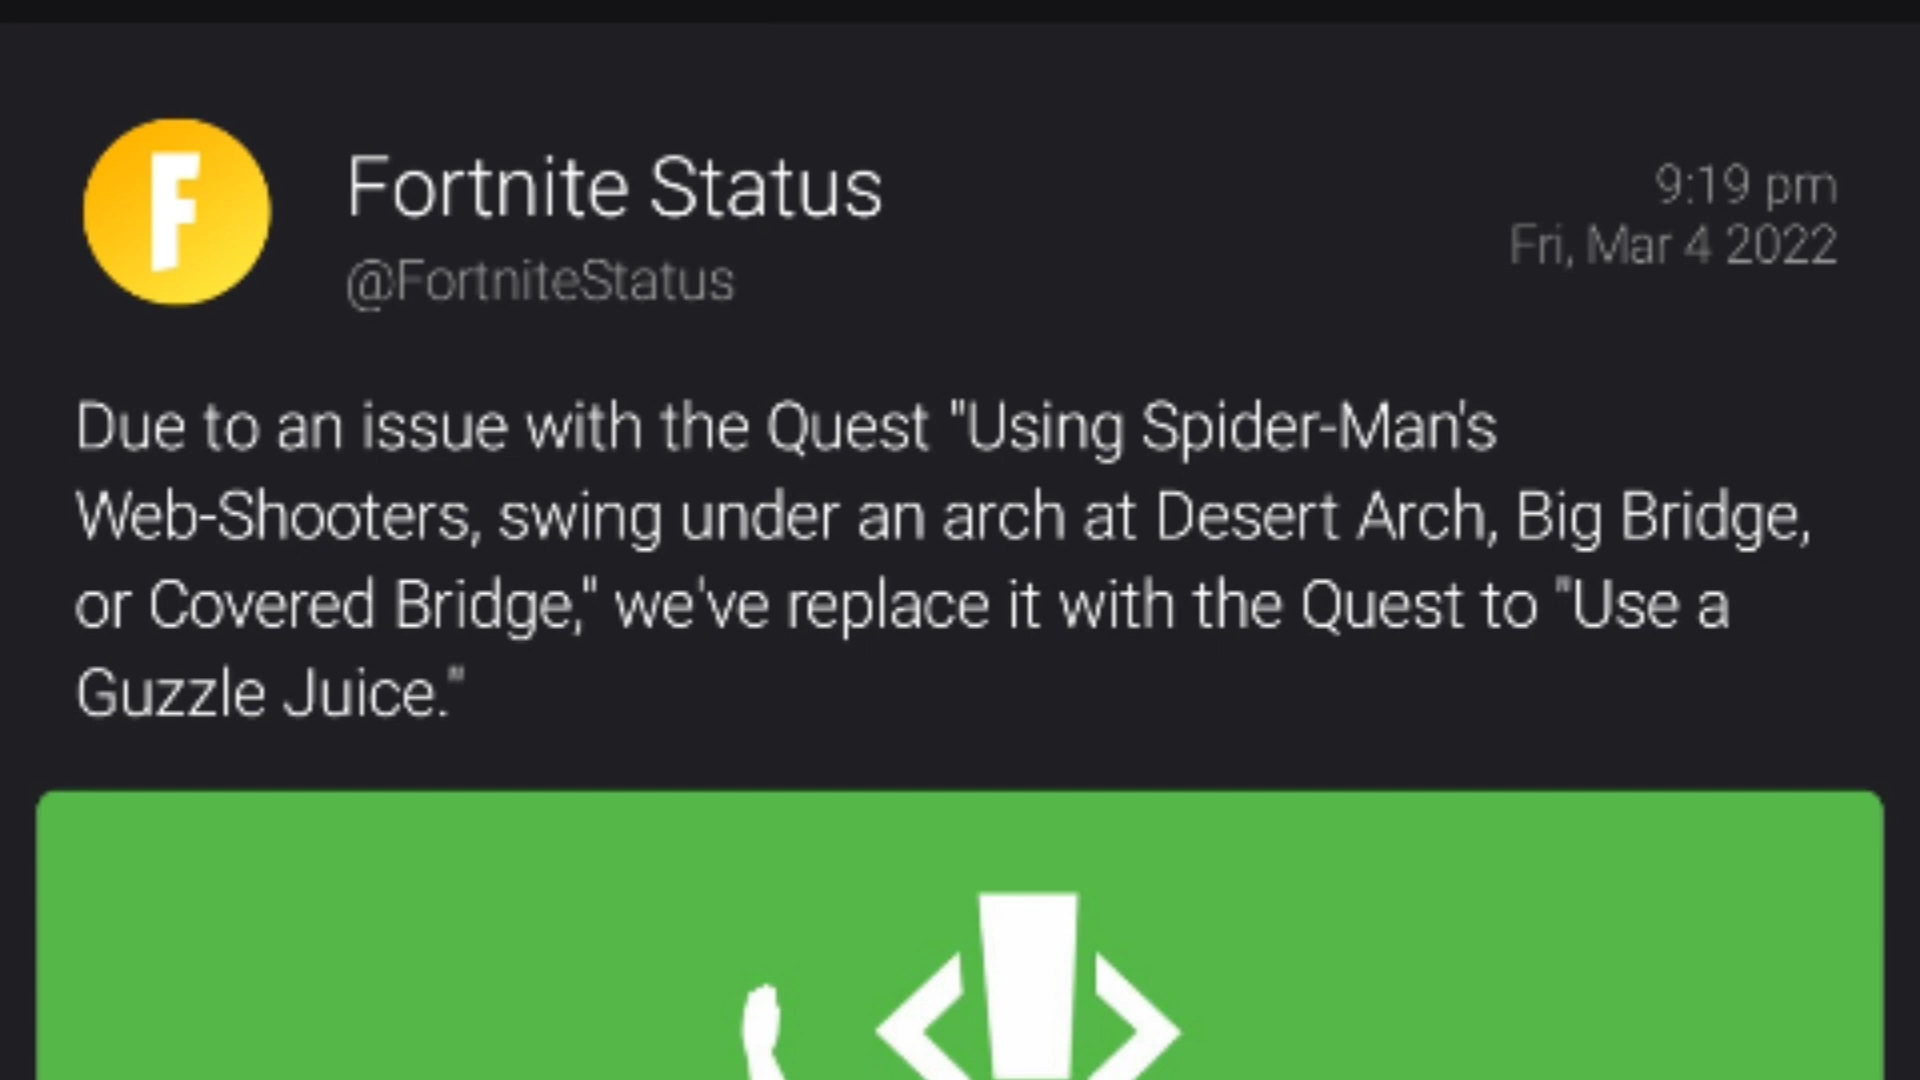 F
Fortnite Status
@FortniteStatus
9:19 pm
Fri, Mar 4 2022
Due to an issue with the Quest "Using Spider-Man's
Web-Shooters, swing under an arch at Desert Arch, Big Bridge,
or Covered Bridge," we've replace it with the Quest to "Use a
Guzzle Juice."